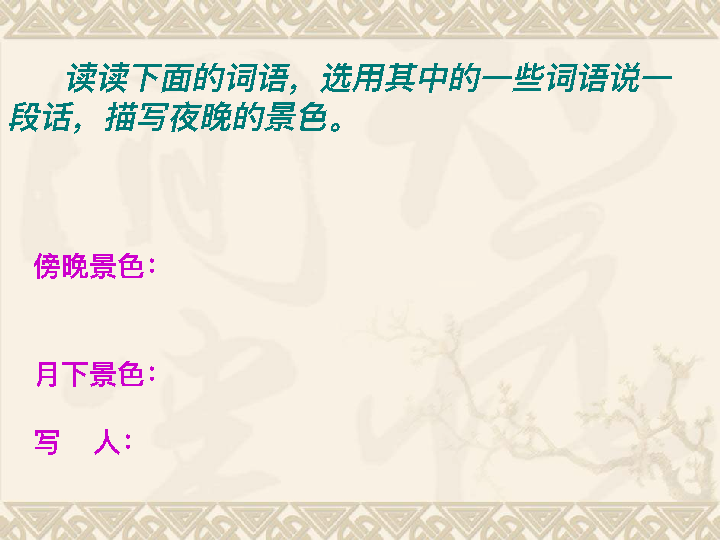 读读下面的词语，选用其中的一些词语说一
段话，描写夜晚的景色。
傍晚景色：
月下景色：
写 人：